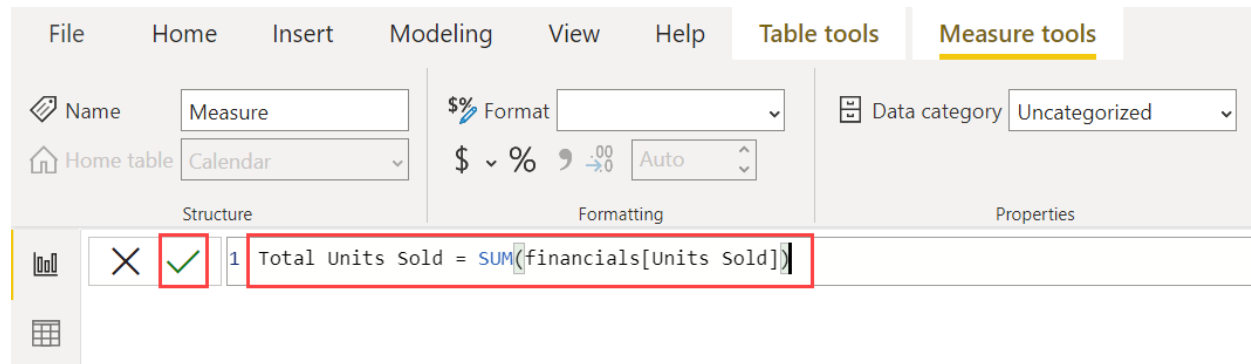 File Home Insert Modeling View Help Table tools Measure tools
Name Measure $% Format Data category Uncategorized
Home table Calendar $ % 9 .00 →.0 Auto
Structure Formatting Properties
1 Total Units Sold = SUM(financials[Units Sold])